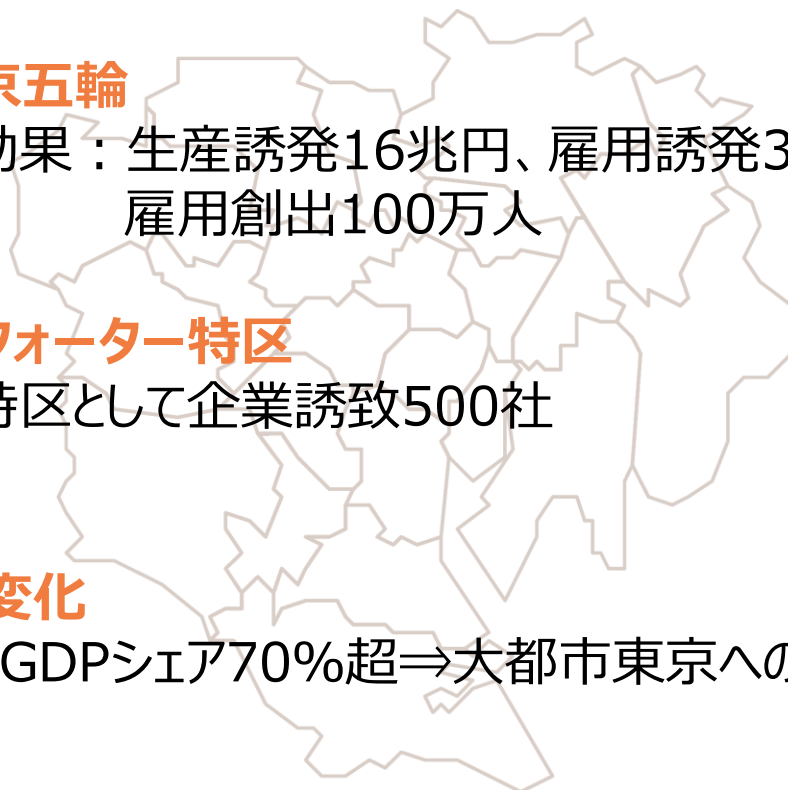 京五輪
効果：生産誘発16兆円、雇用誘発3
雇用創出100万人
フォーター特区
特区として企業誘致500社
変化
GDPシェア70%超⇒大都市東京への